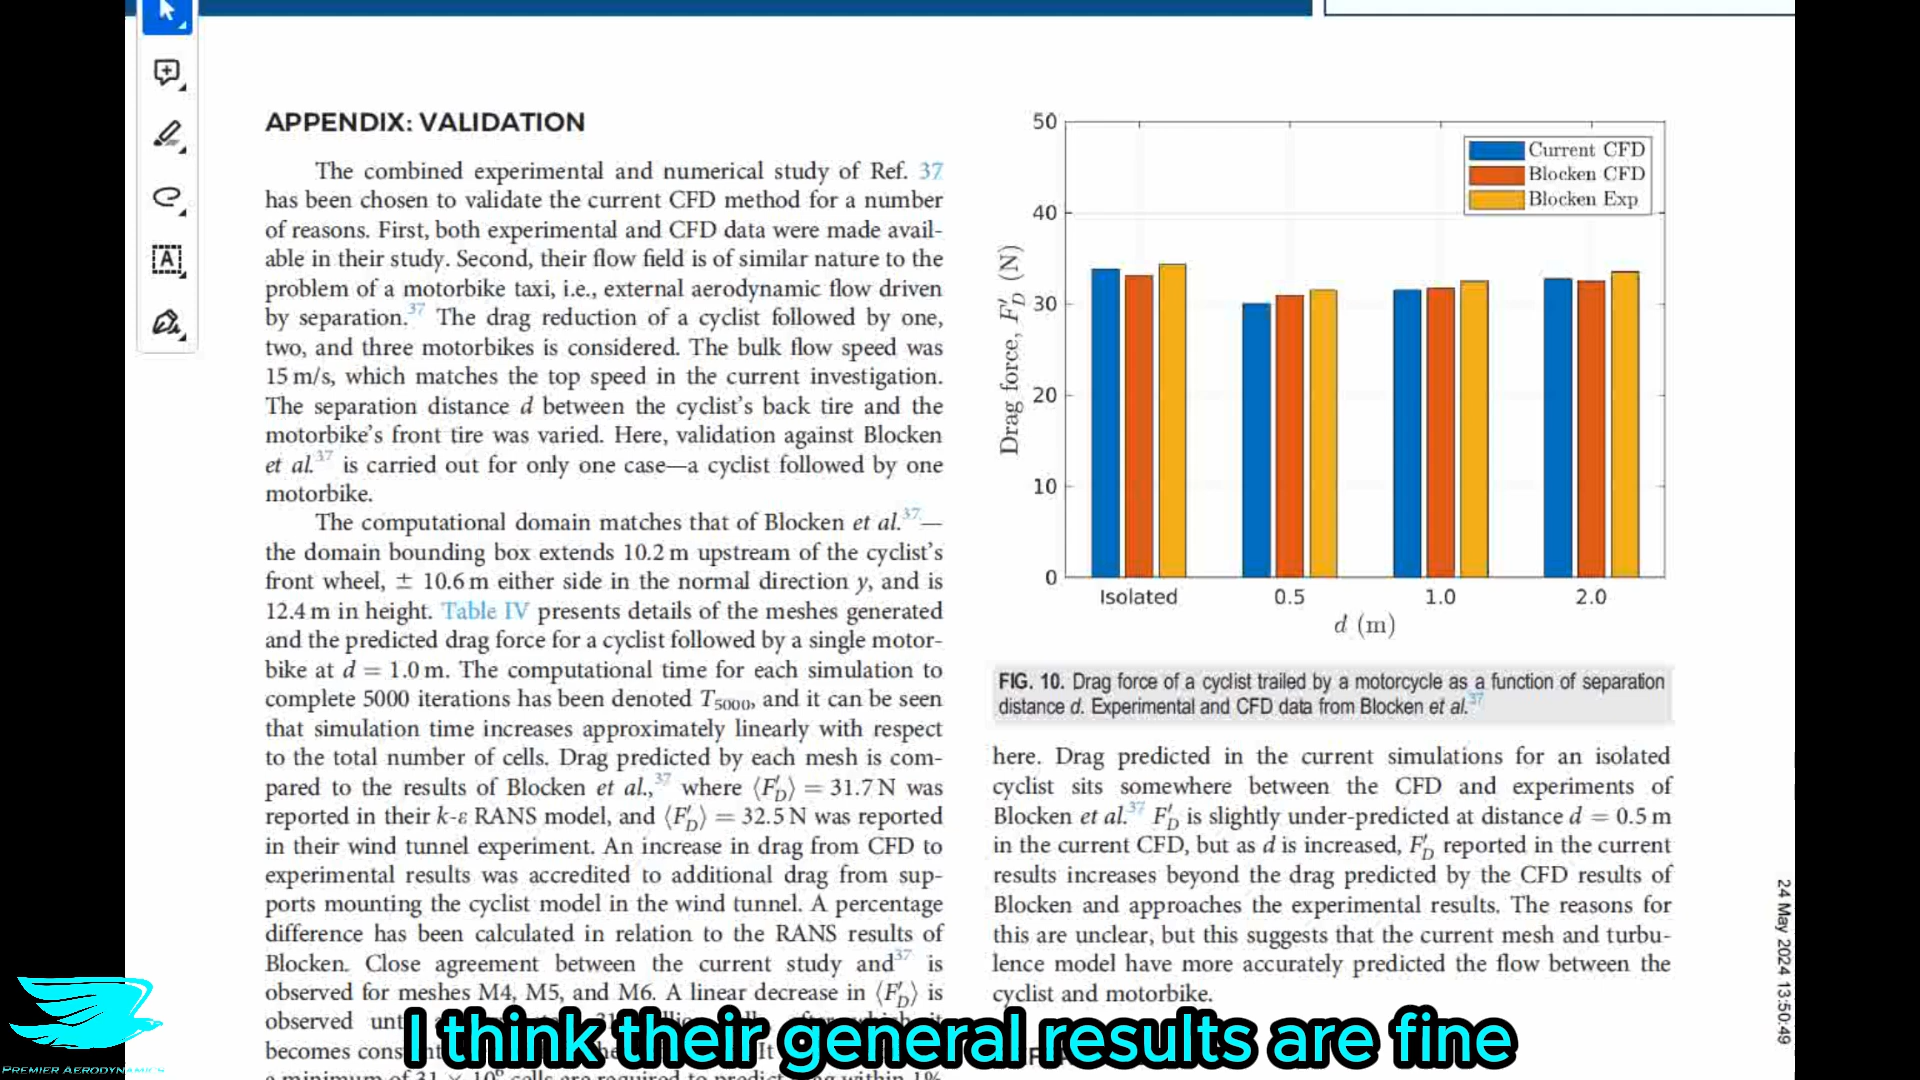 APPENDIX: VALIDATION
The combined experimental and numerical study of Ref. 37
has been chosen to validate the current CFD method for a number
of reasons. First, both experimental and CFD data were made avail-
able in their study. Second, their flow field is of similar nature to the
problem of a motorbike taxi, i.e., external aerodynamic flow driven
by separation.37 The drag reduction of a cyclist followed by one,
two, and three motorbikes is considered. The bulk flow speed was
15 m/s, which matches the top speed in the current investigation.
The separation distance d between the cyclist's back tire and the
motorbike's front tire was varied. Here, validation against Blocken
et al.37 is carried out for only one case—a cyclist followed by one
motorbike.
The computational domain matches that of Blocken et al.37—
the domain bounding box extends 10.2 m upstream of the cyclist's
front wheel, ± 10.6 m either side in the normal direction y, and is
12.4 m in height. Table IV presents details of the meshes generated
and the predicted drag force for a cyclist followed by a single motor-
bike at d = 1.0 m. The computational time for each simulation to
complete 5000 iterations has been denoted T5000, and it can be seen
that simulation time increases approximately linearly with respect
to the total number of cells. Drag predicted by each mesh is com-
pared to the results of Blocken et al.,37 where ⟨F′D⟩ = 31.7 N was
reported in their k-ε RANS model, and ⟨F′D⟩ = 32.5 N was reported
in their wind tunnel experiment. An increase in drag from CFD to
experimental results was accredited to additional drag from sup-
ports mounting the cyclist model in the wind tunnel. A percentage
difference has been calculated in relation to the RANS results of
Blocken. Close agreement between the current study and37 is
observed for meshes M4, M5, and M6. A linear decrease in ⟨F′D⟩ is
observed
becomes
50
40
30
20
10
0
Drag force, F′D (N)
Current CFD
Blocken CFD
Blocken Exp
Isolated 0.5 1.0 2.0
d (m)
FIG. 10. Drag force of a cyclist trailed by a motorcycle as a function of separation
distance d. Experimental and CFD data from Blocken et al.37
here. Drag predicted in the current simulations for an isolated
cyclist sits somewhere between the CFD and experiments of
Blocken et al.37 F′D is slightly under-predicted at distance d = 0.5 m
in the current CFD, but as d is increased, F′D reported in the current
results increases beyond the drag predicted by the CFD results of
Blocken and approaches the experimental results. The reasons for
this are unclear, but this suggests that the current mesh and turbu-
lence model have more accurately predicted the flow between the
cyclist and motorbike.
24 May 2024 13:50:49
I think their general results are fine
PREMIER AERODYNAMICS